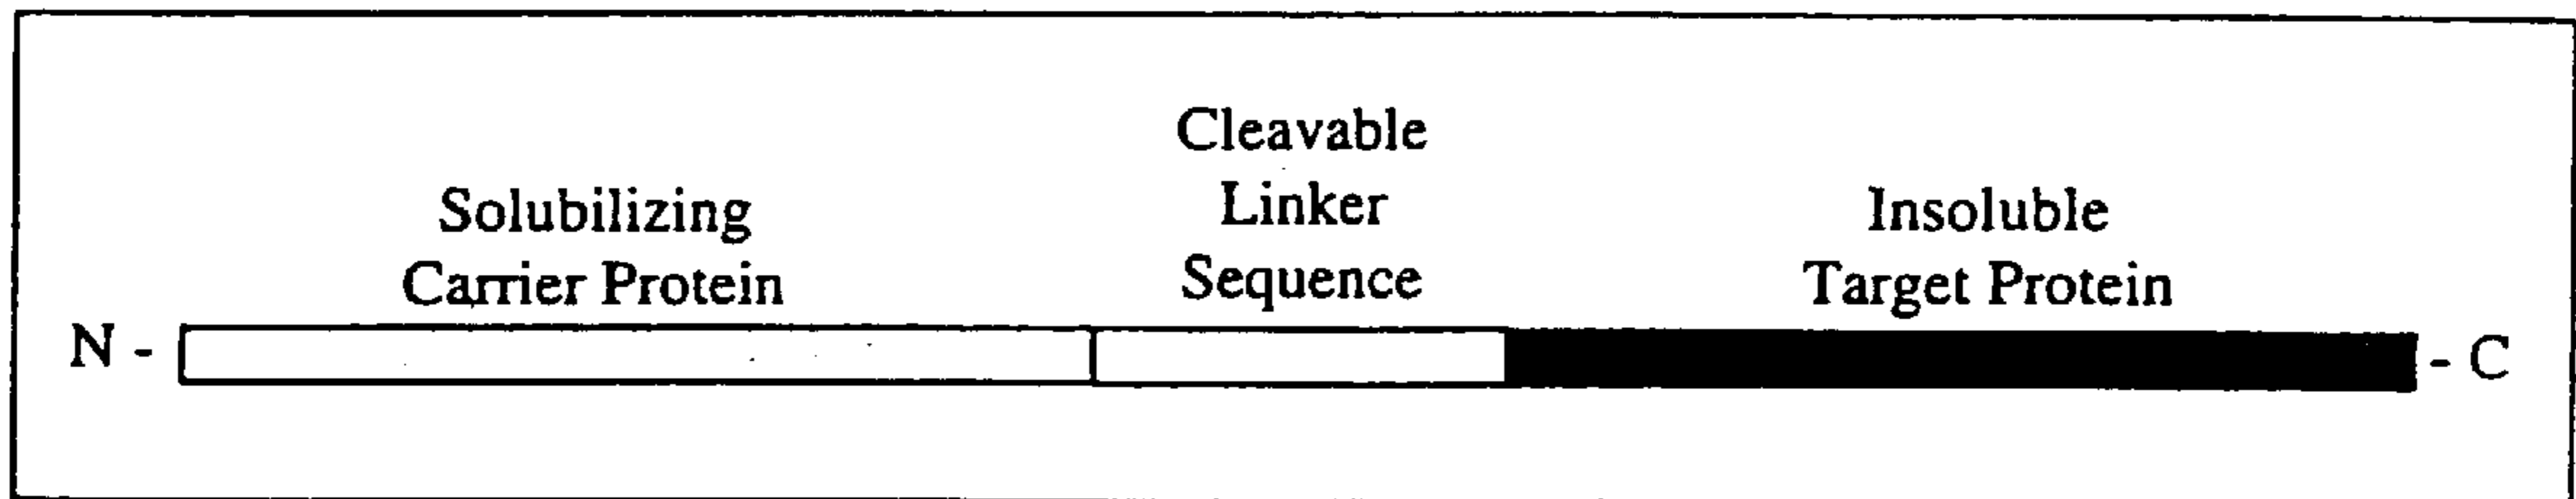 Cleavable
Solubilizing Linker Insoluble
Carrier Protein Sequence Target Protein
N - - C